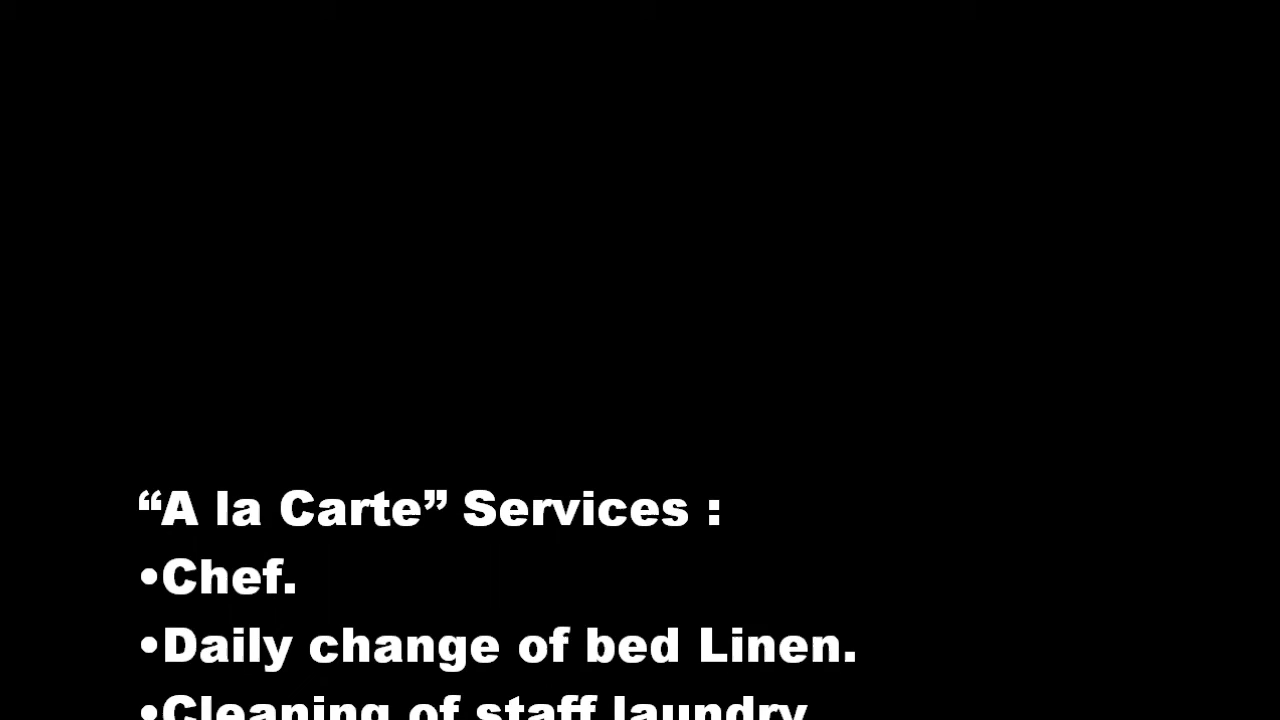 “A la Carte” Services :
•Chef.
•Daily change of bed Linen.
•Cleaning of staff laundry